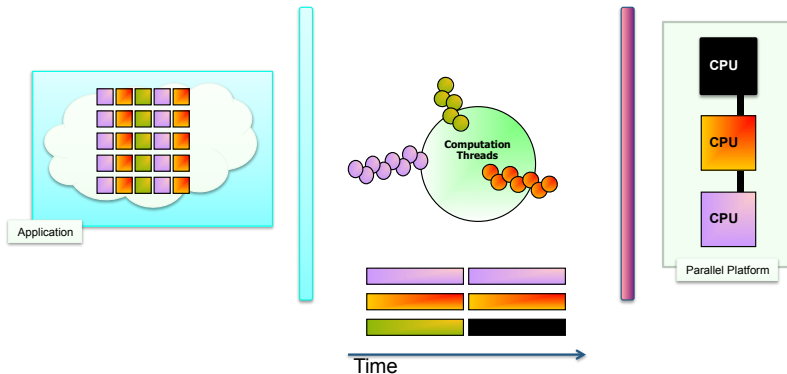 Application
Computation
Threads
Time
CPU
CPU
CPU
Parallel Platform